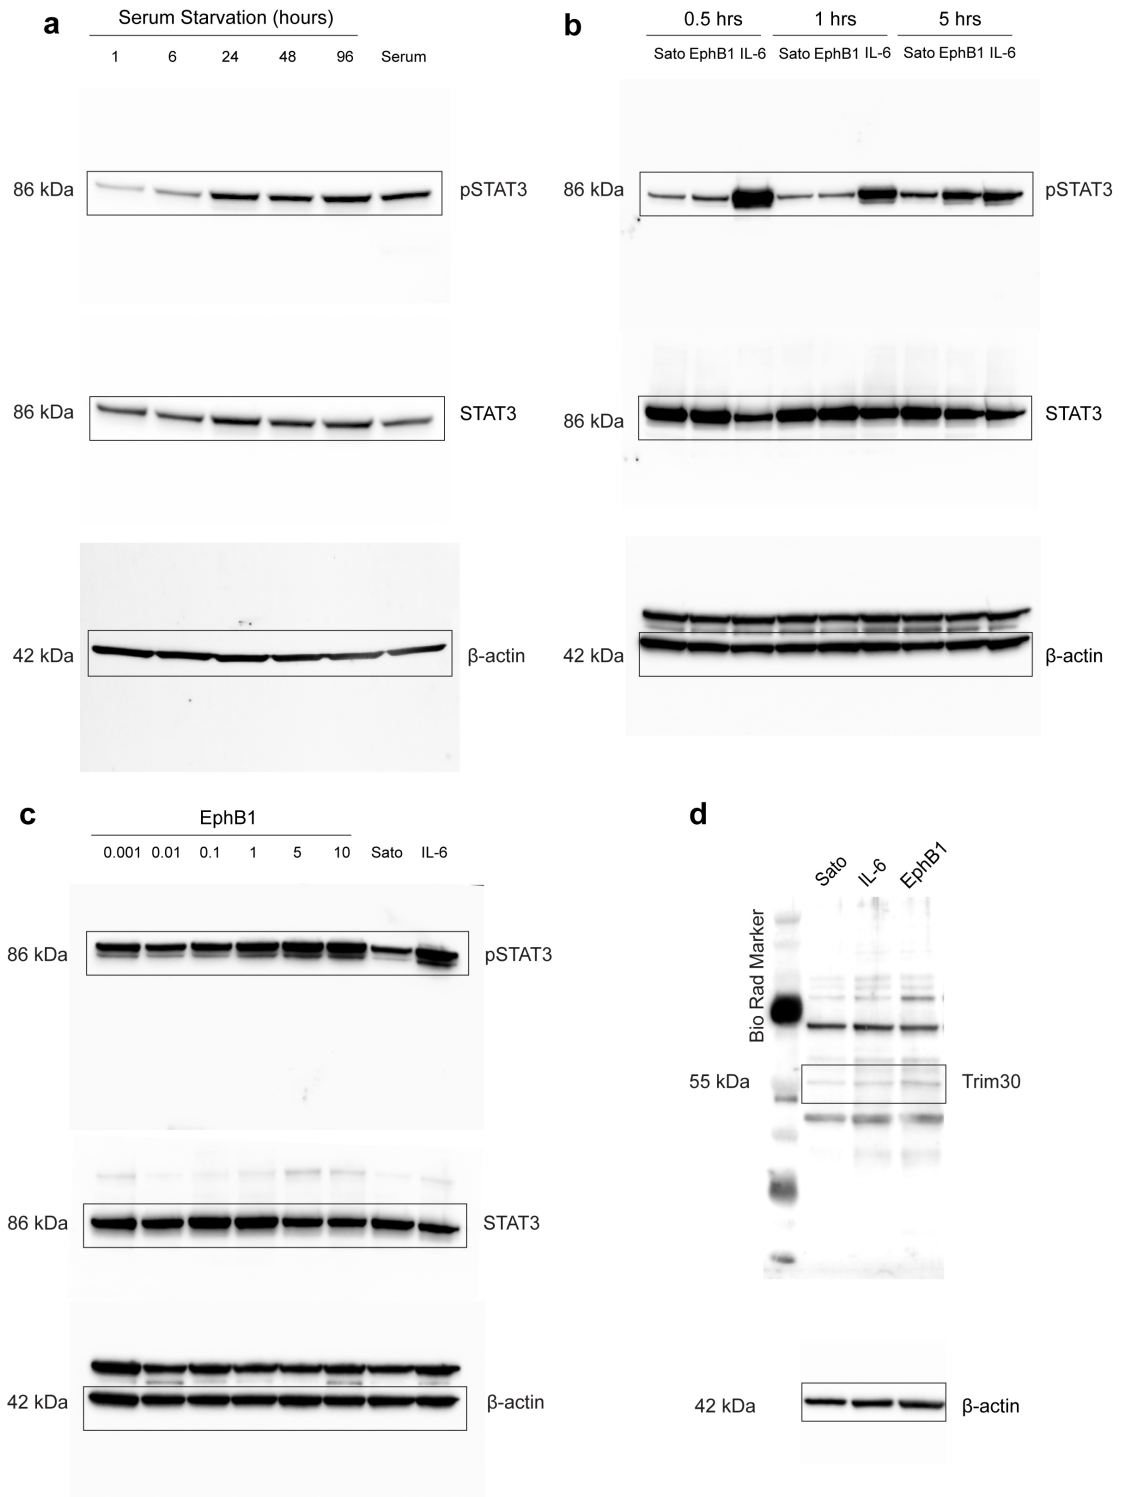 a
Serum Starvation (hours)
1 6 24 48 96 Serum
86 kDa pSTAT3
86 kDa STAT3
42 kDa β-actin
b
0.5 hrs 1 hrs 5 hrs
Sato EphB1 IL-6 Sato EphB1 IL-6 Sato EphB1 IL-6
86 kDa pSTAT3
86 kDa STAT3
42 kDa β-actin
c
EphB1
0.001 0.01 0.1 1 5 10 Sato IL-6
86 kDa pSTAT3
86 kDa STAT3
42 kDa β-actin
d
Sato IL-6 EphB1
Bio Rad Marker
55 kDa Trim30
42 kDa β-actin